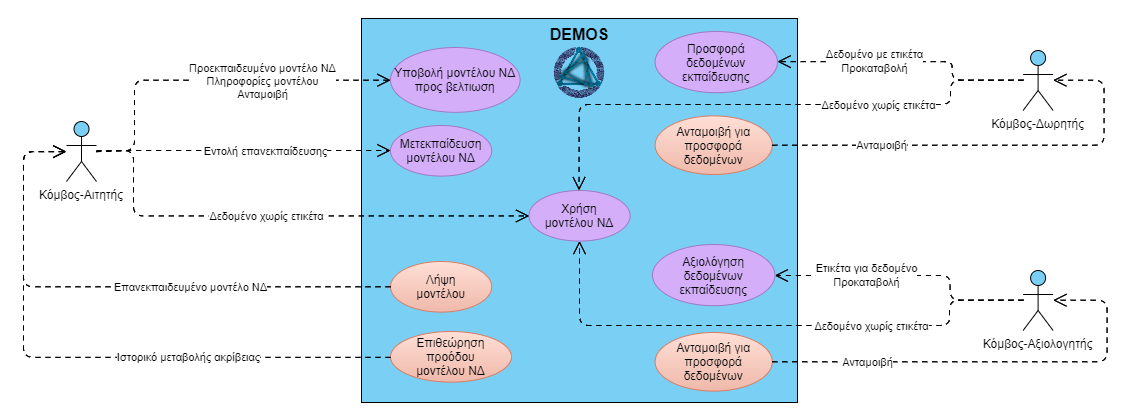 DEMOS
Προεκπαιδευμένο μοντέλο ΝΔ
Πληροφορίες μοντέλου
Ανταμοιβή
Υποβολή μοντέλου ΝΔ
προς βελτιωση
Εντολή επανεκπαίδευσης
Μετεκπαίδευση
μοντέλου ΝΔ
Κόμβος-Αιτητής
Δεδομένο χωρίς ετικέτα
Χρήση
μοντέλου ΝΔ
Επανεκπαιδευμένο μοντέλο ΝΔ
Λήψη
μοντέλου
Ιστορικό μεταβολής ακρίβειας
Επιθεώρηση
προόδου
μοντέλου ΝΔ
Προσφορά
δεδομένων
εκπαίδευσης
Δεδομένο με ετικέτα
Προκαταβολή
Δεδομένο χωρίς ετικέτα
Κόμβος-Δωρητής
Ανταμοιβή για
προσφορά
δεδομένων
Ανταμοιβή
Αξιολόγηση
δεδομένων
εκπαίδευσης
Ετικέτα για δεδομένο
Προκαταβολή
Δεδομένο χωρίς ετικέτα
Κόμβος-Αξιολογητής
Ανταμοιβή για
προσφορά
δεδομένων
Ανταμοιβή